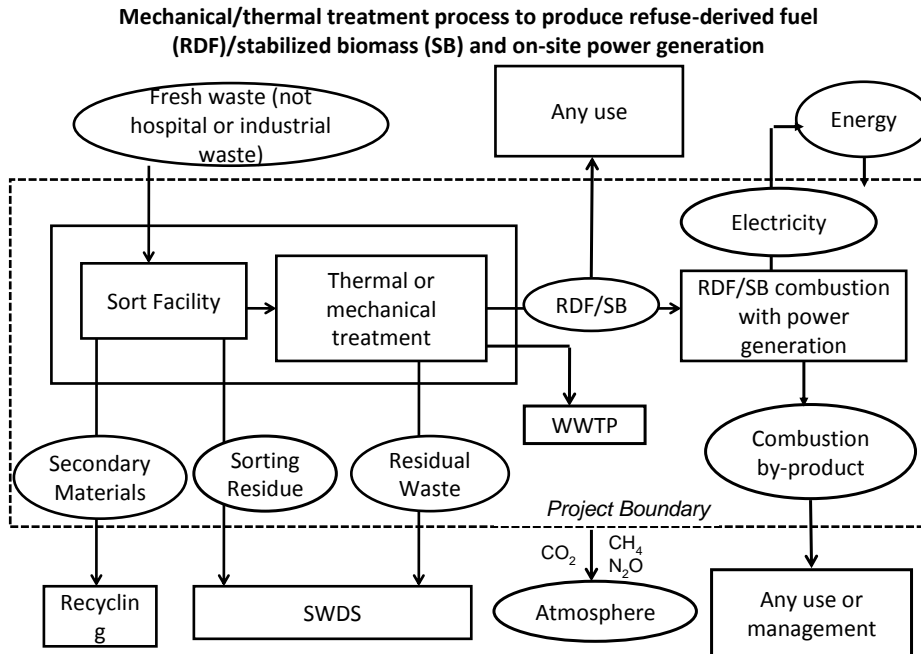 Mechanical/thermal treatment process to produce refuse-derived fuel
(RDF)/stabilized biomass (SB) and on-site power generation
Fresh waste (not
hospital or industrial
waste)
Any use
Energy
Electricity
Sort Facility
Thermal or
mechanical
treatment
RDF/SB
RDF/SB combustion
with power
generation
WWTP
Secondary
Materials
Sorting
Residue
Residual
Waste
Combustion
by-product
Project Boundary
CO2
CH4
N2O
Recyclin
g
SWDS
Atmosphere
Any use or
management